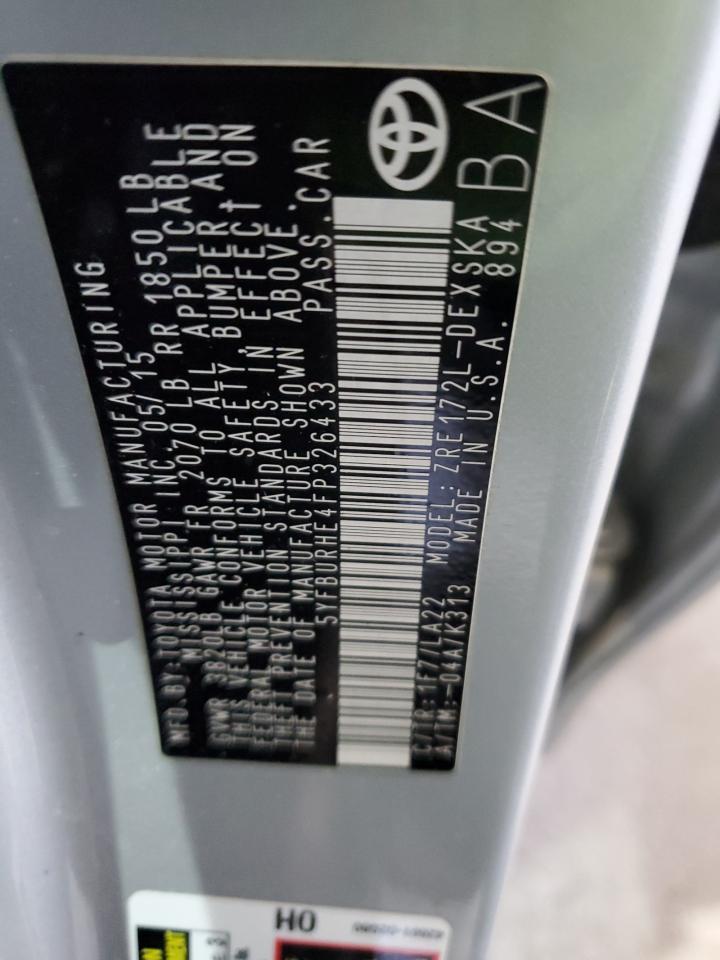 MFD. BY: TOYOTA MOTOR MANUFACTURING
MISSISSIPPI INC. 05/15
GVWR 3820LB GAWR FR 2070 LB RR 1850 LB
THIS VEHICLE CONFORMS TO ALL APPLICABLE
FEDERAL MOTOR VEHICLE SAFETY, BUMPER AND
THEFT PREVENTION STANDARDS IN EFFECT ON
THE DATE OF MANUFACTURE SHOWN ABOVE.
5YFBURHE4FP326433 PASS.CAR
C/TR: 1F7/LA22 MODEL: ZRE172L-DEXSKA
A/TM: -04A/K313 MADE IN U.S.A. 894
BA
HO